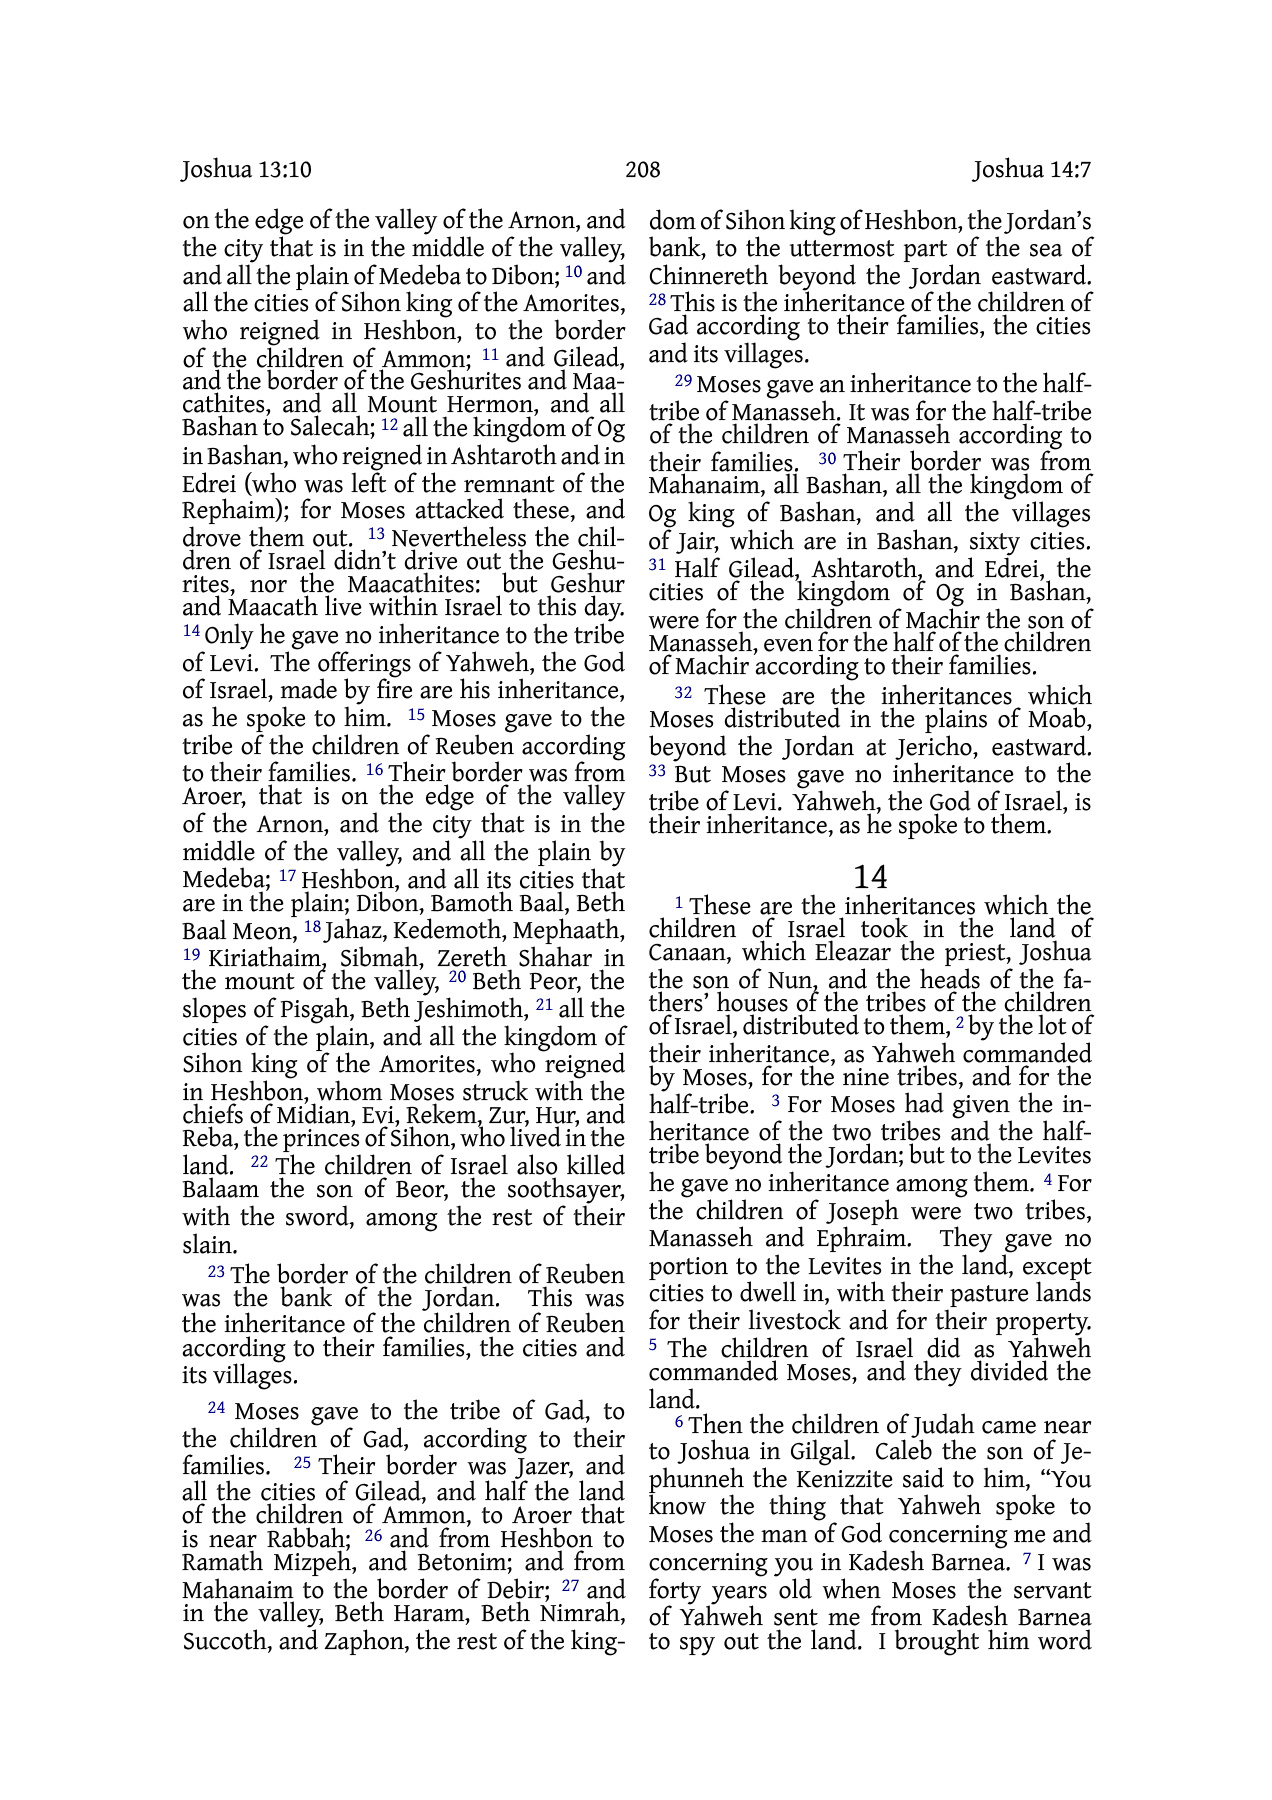 Joshua 13:10 208 Joshua 14:7
on the edge of the valley of the Arnon, and
the city that is in the middle of the valley,
and all the plain of Medeba to Dibon; 10 and
all the cities of Sihon king of the Amorites,
who reigned in Heshbon, to the border
of the children of Ammon; 11 and Gilead,
and the border of the Geshurites and Maa-
cathites, and all Mount Hermon, and all
Bashan to Salecah; 12 all the kingdom of Og
in Bashan, who reigned in Ashtaroth and in
Edrei (who was left of the remnant of the
Rephaim); for Moses attacked these, and
drove them out. 13 Nevertheless the chil-
dren of Israel didn’t drive out the Geshu-
rites, nor the Maacathites: but Geshur
and Maacath live within Israel to this day.
14 Only he gave no inheritance to the tribe
of Levi. The offerings of Yahweh, the God
of Israel, made by fire are his inheritance,
as he spoke to him. 15 Moses gave to the
tribe of the children of Reuben according
to their families. 16 Their border was from
Aroer, that is on the edge of the valley
of the Arnon, and the city that is in the
middle of the valley, and all the plain by
Medeba; 17 Heshbon, and all its cities that
are in the plain; Dibon, Bamoth Baal, Beth
Baal Meon, 18 Jahaz, Kedemoth, Mephaath,
19 Kiriathaim, Sibmah, Zereth Shahar in
the mount of the valley, 20 Beth Peor, the
slopes of Pisgah, Beth Jeshimoth, 21 all the
cities of the plain, and all the kingdom of
Sihon king of the Amorites, who reigned
in Heshbon, whom Moses struck with the
chiefs of Midian, Evi, Rekem, Zur, Hur, and
Reba, the princes of Sihon, who lived in the
land. 22 The children of Israel also killed
Balaam the son of Beor, the soothsayer,
with the sword, among the rest of their
slain.
23 The border of the children of Reuben
was the bank of the Jordan. This was
the inheritance of the children of Reuben
according to their families, the cities and
its villages.
24 Moses gave to the tribe of Gad, to
the children of Gad, according to their
families. 25 Their border was Jazer, and
all the cities of Gilead, and half the land
of the children of Ammon, to Aroer that
is near Rabbah; 26 and from Heshbon to
Ramath Mizpeh, and Betonim; and from
Mahanaim to the border of Debir; 27 and
in the valley, Beth Haram, Beth Nimrah,
Succoth, and Zaphon, the rest of the king-
dom of Sihon king of Heshbon, the Jordan’s
bank, to the uttermost part of the sea of
Chinnereth beyond the Jordan eastward.
28 This is the inheritance of the children of
Gad according to their families, the cities
and its villages.
29 Moses gave an inheritance to the half-
tribe of Manasseh. It was for the half-tribe
of the children of Manasseh according to
their families. 30 Their border was from
Mahanaim, all Bashan, all the kingdom of
Og king of Bashan, and all the villages
of Jair, which are in Bashan, sixty cities.
31 Half Gilead, Ashtaroth, and Edrei, the
cities of the kingdom of Og in Bashan,
were for the children of Machir the son of
Manasseh, even for the half of the children
of Machir according to their families.
32 These are the inheritances which
Moses distributed in the plains of Moab,
beyond the Jordan at Jericho, eastward.
33 But Moses gave no inheritance to the
tribe of Levi. Yahweh, the God of Israel, is
their inheritance, as he spoke to them.
14
1 These are the inheritances which the
children of Israel took in the land of
Canaan, which Eleazar the priest, Joshua
the son of Nun, and the heads of the fa-
thers’ houses of the tribes of the children
of Israel, distributed to them, 2 by the lot of
their inheritance, as Yahweh commanded
by Moses, for the nine tribes, and for the
half-tribe. 3 For Moses had given the in-
heritance of the two tribes and the half-
tribe beyond the Jordan; but to the Levites
he gave no inheritance among them. 4 For
the children of Joseph were two tribes,
Manasseh and Ephraim. They gave no
portion to the Levites in the land, except
cities to dwell in, with their pasture lands
for their livestock and for their property.
5 The children of Israel did as Yahweh
commanded Moses, and they divided the
land.
6 Then the children of Judah came near
to Joshua in Gilgal. Caleb the son of Je-
phunneh the Kenizzite said to him, “You
know the thing that Yahweh spoke to
Moses the man of God concerning me and
concerning you in Kadesh Barnea. 7 I was
forty years old when Moses the servant
of Yahweh sent me from Kadesh Barnea
to spy out the land. I brought him word